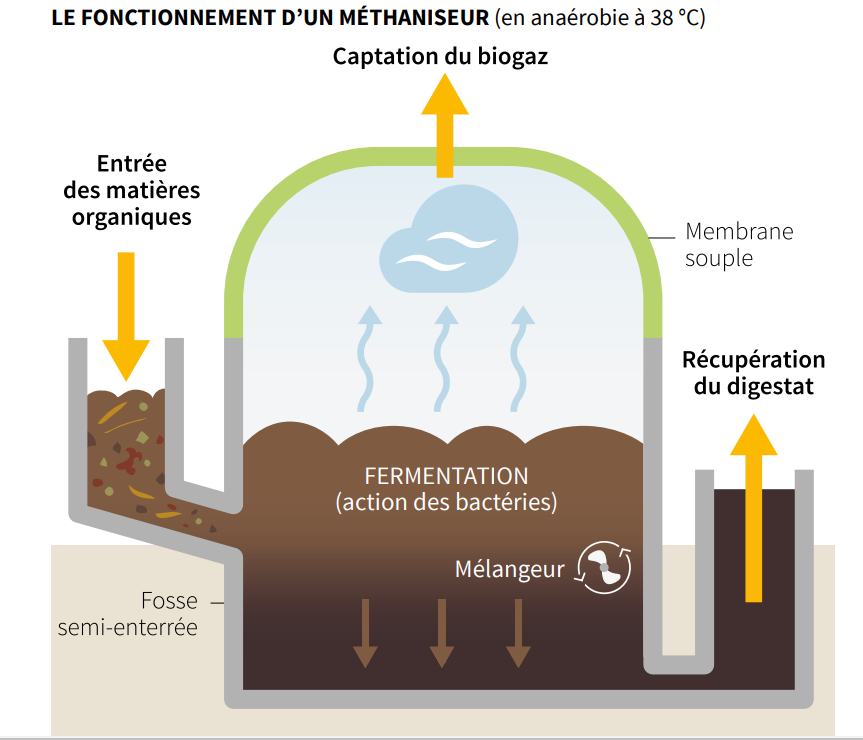 LE FONCTIONNEMENT D’UN MÉTHANISEUR (en anaérobie à 38 °C)
Captation du biogaz
Entrée
des matières
organiques
Membrane
souple
Récupération
du digestat
FERMENTATION
(action des bactéries)
Mélangeur
Fosse
semi-enterrée